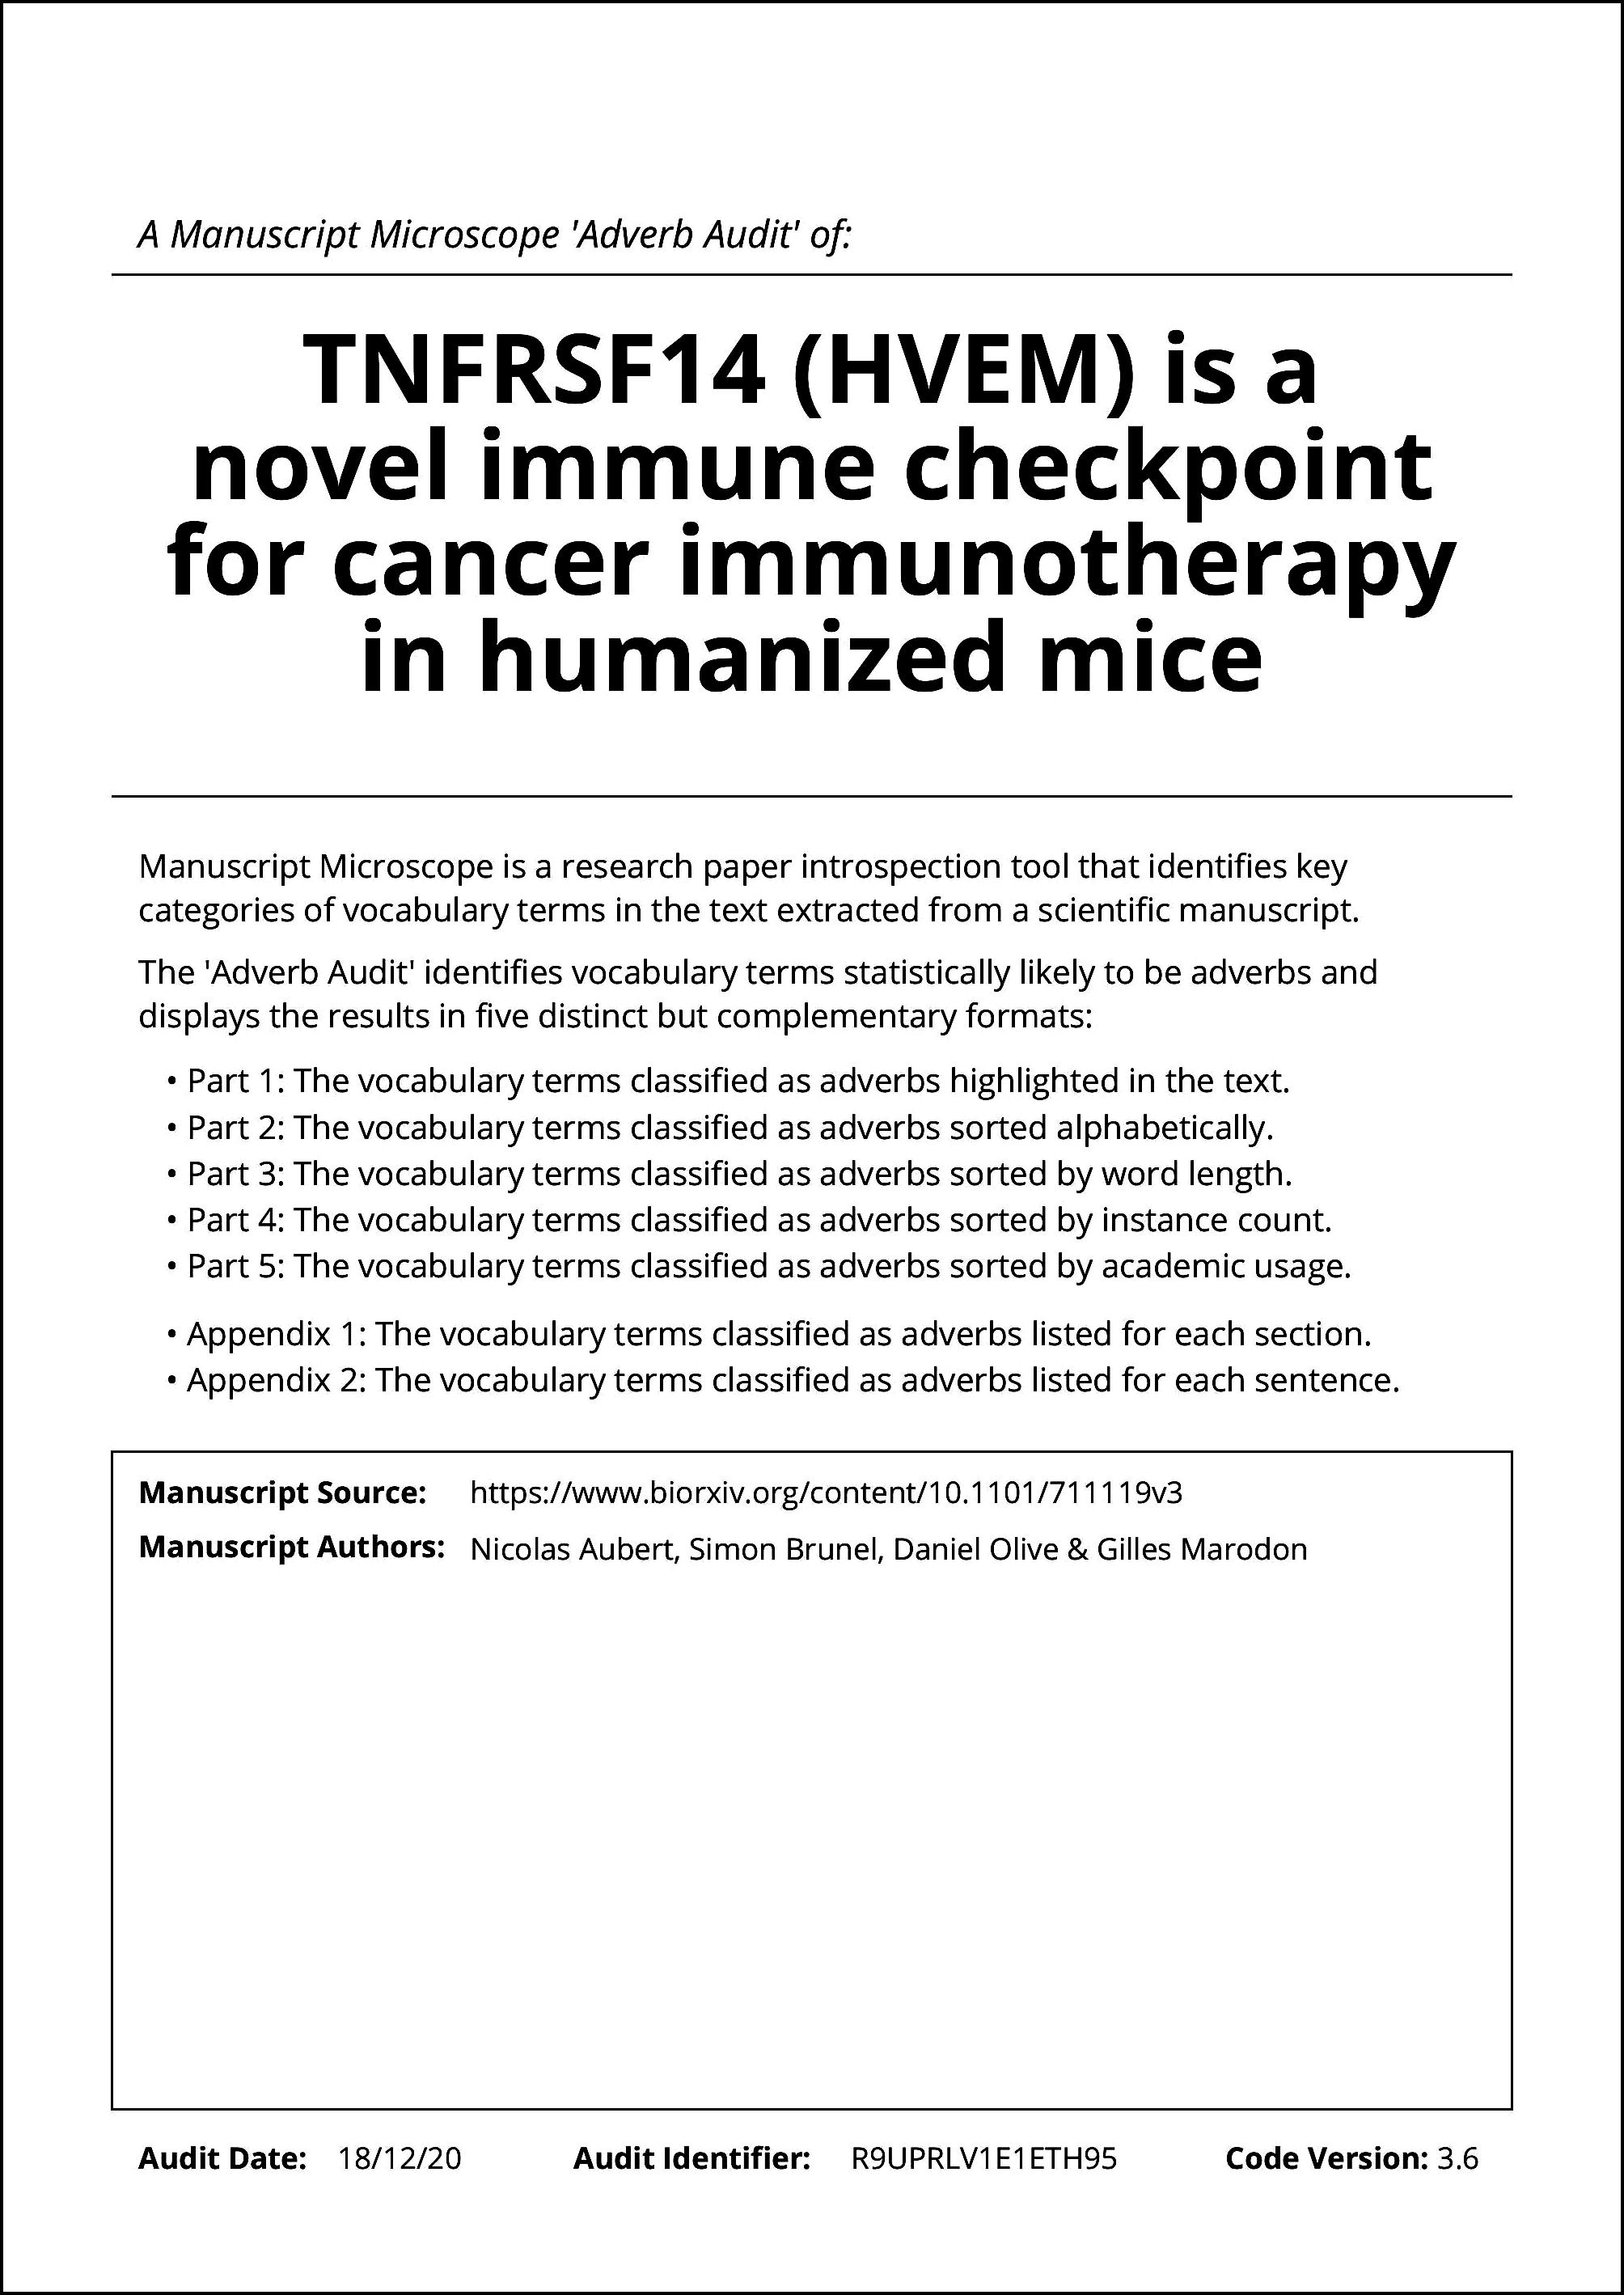 A Manuscript Microscope 'Adverb Audit' of:
TNFRSF14 (HVEM) is a
novel immune checkpoint
for cancer immunotherapy
in humanized mice
Manuscript Microscope is a research paper introspection tool that identifies key
categories of vocabulary terms in the text extracted from a scientific manuscript.
The 'Adverb Audit' identifies vocabulary terms statistically likely to be adverbs and
displays the results in five distinct but complementary formats:
• Part 1: The vocabulary terms classified as adverbs highlighted in the text.
• Part 2: The vocabulary terms classified as adverbs sorted alphabetically.
• Part 3: The vocabulary terms classified as adverbs sorted by word length.
• Part 4: The vocabulary terms classified as adverbs sorted by instance count.
• Part 5: The vocabulary terms classified as adverbs sorted by academic usage.
• Appendix 1: The vocabulary terms classified as adverbs listed for each section.
• Appendix 2: The vocabulary terms classified as adverbs listed for each sentence.
Manuscript Source: https://www.biorxiv.org/content/10.1101/711119v3
Manuscript Authors: Nicolas Aubert, Simon Brunel, Daniel Olive & Gilles Marodon
Audit Date: 18/12/20 Audit Identifier: R9UPRLV1E1ETH95 Code Version: 3.6